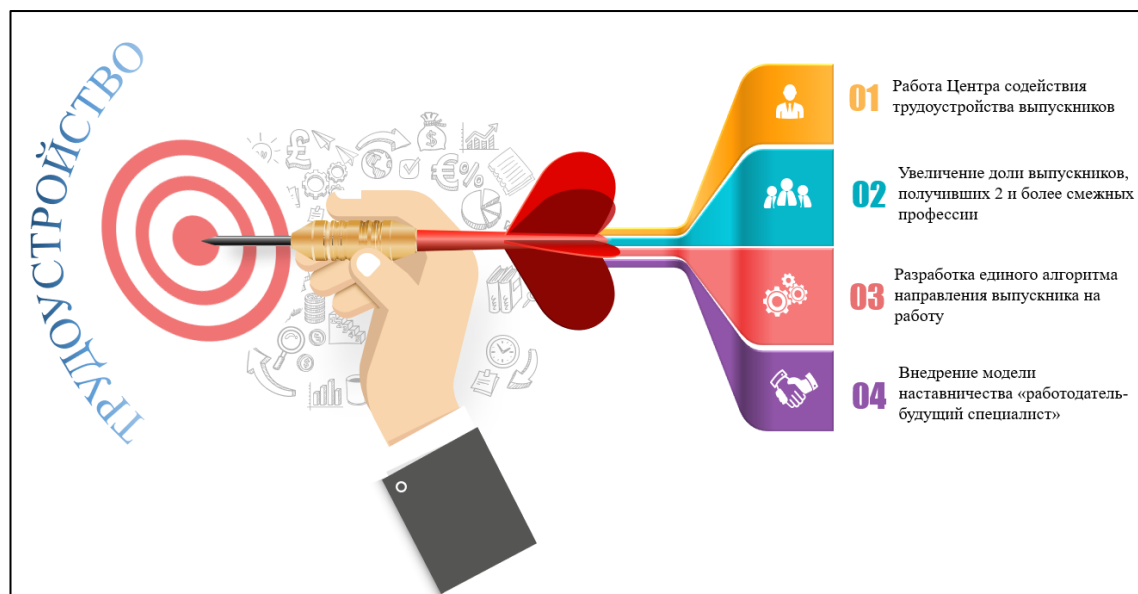 ТРУДОУСТРОЙСТВО
01
Работа Центра содействия
трудоустройства выпускников
02
Увеличение доли выпускников,
получивших 2 и более смежных
профессии
03
Разработка единого алгоритма
направления выпускника на
работу
04
Внедрение модели
наставничества «работодатель-
будущий специалист»